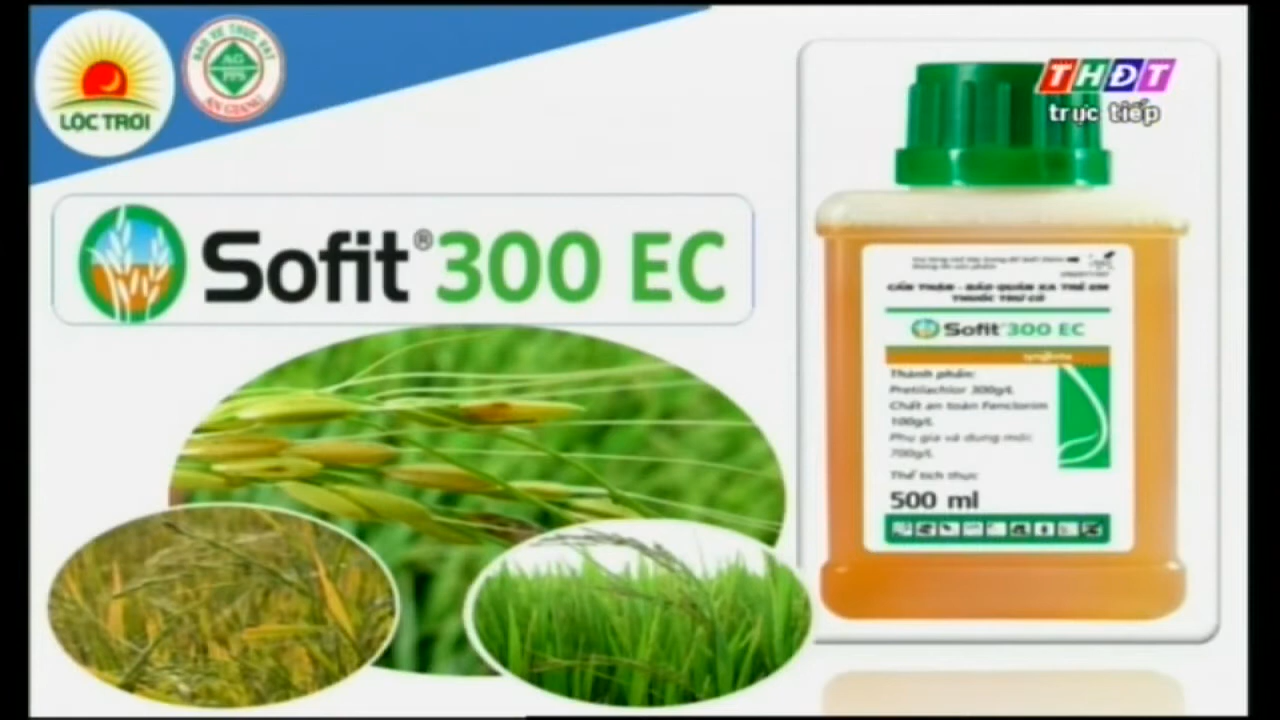 LỘC TRỜI
BẢO VỆ THỰC VẬT
AG
PPS
AN GIANG
THĐT
trực tiếp
Sofit® 300 EC
CẨN THẬN - BẢO QUẢN XA TRẺ EM
THUỐC TRỪ CỎ
Sofit® 300 EC
syngenta
Thành phần:
Pretilachlor 300g/L
Chất an toàn Fenclorim
100g/L
Phụ gia và dung môi:
700g/L
Thể tích thực
500 ml